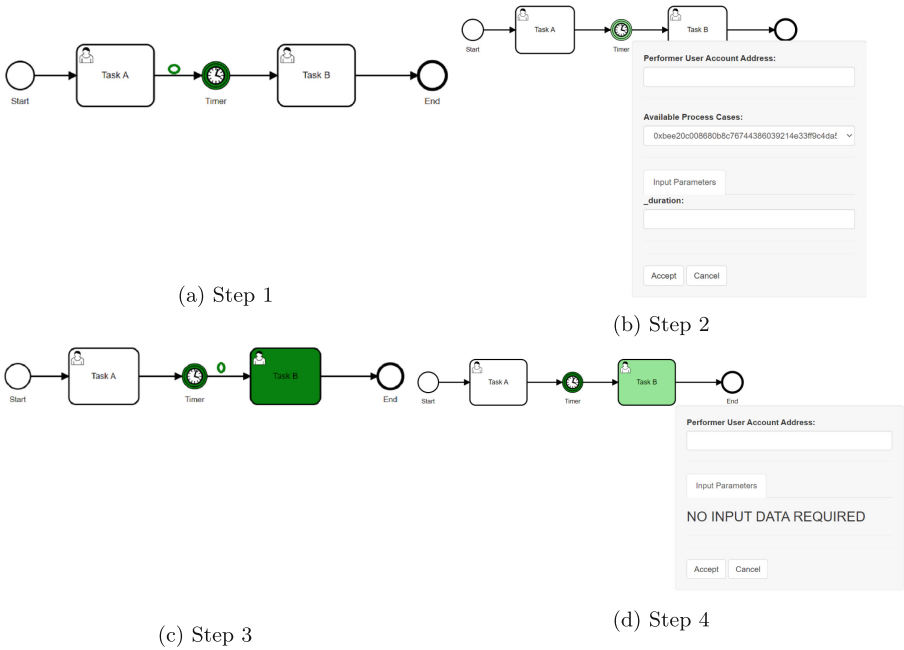 Task A
Task B
Start
Timer
End
(a) Step 1
Task A
Task B
Start
Timer
Performer User Account Address:
Available Process Cases:
0xbee20c008680b8c76744386039214e33ff9c4da5
Input Parameters
_duration:
Accept
Cancel
(b) Step 2
Task A
Task B
Start
Timer
End
(c) Step 3
Task A
Task B
Start
Timer
End
Performer User Account Address:
Input Parameters
NO INPUT DATA REQUIRED
Accept
Cancel
(d) Step 4